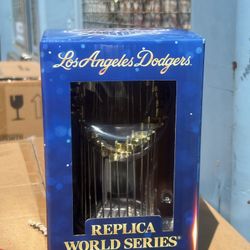 Los Angeles Dodgers
REPLICA
WORLD SERIES®